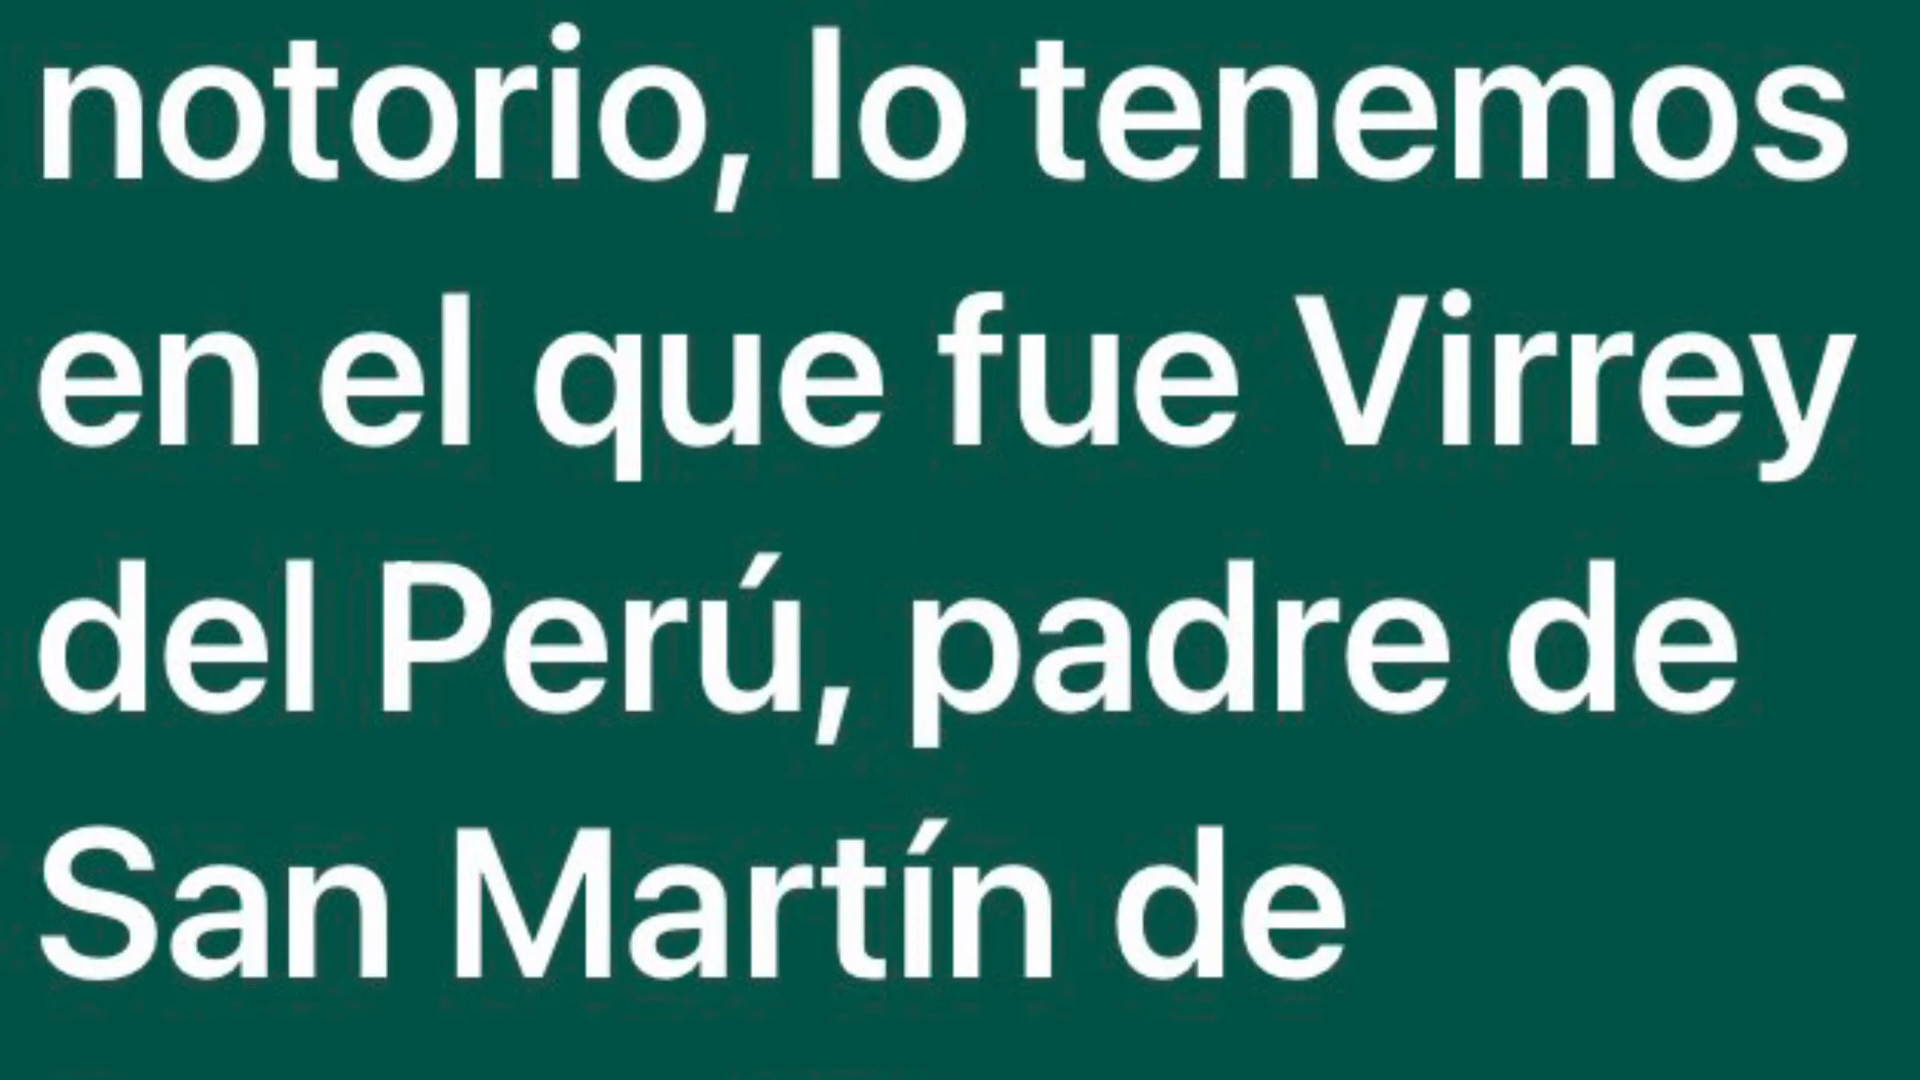 notorio, lo tenemos
en el que fue Virrey
del Perú, padre de
San Martín de